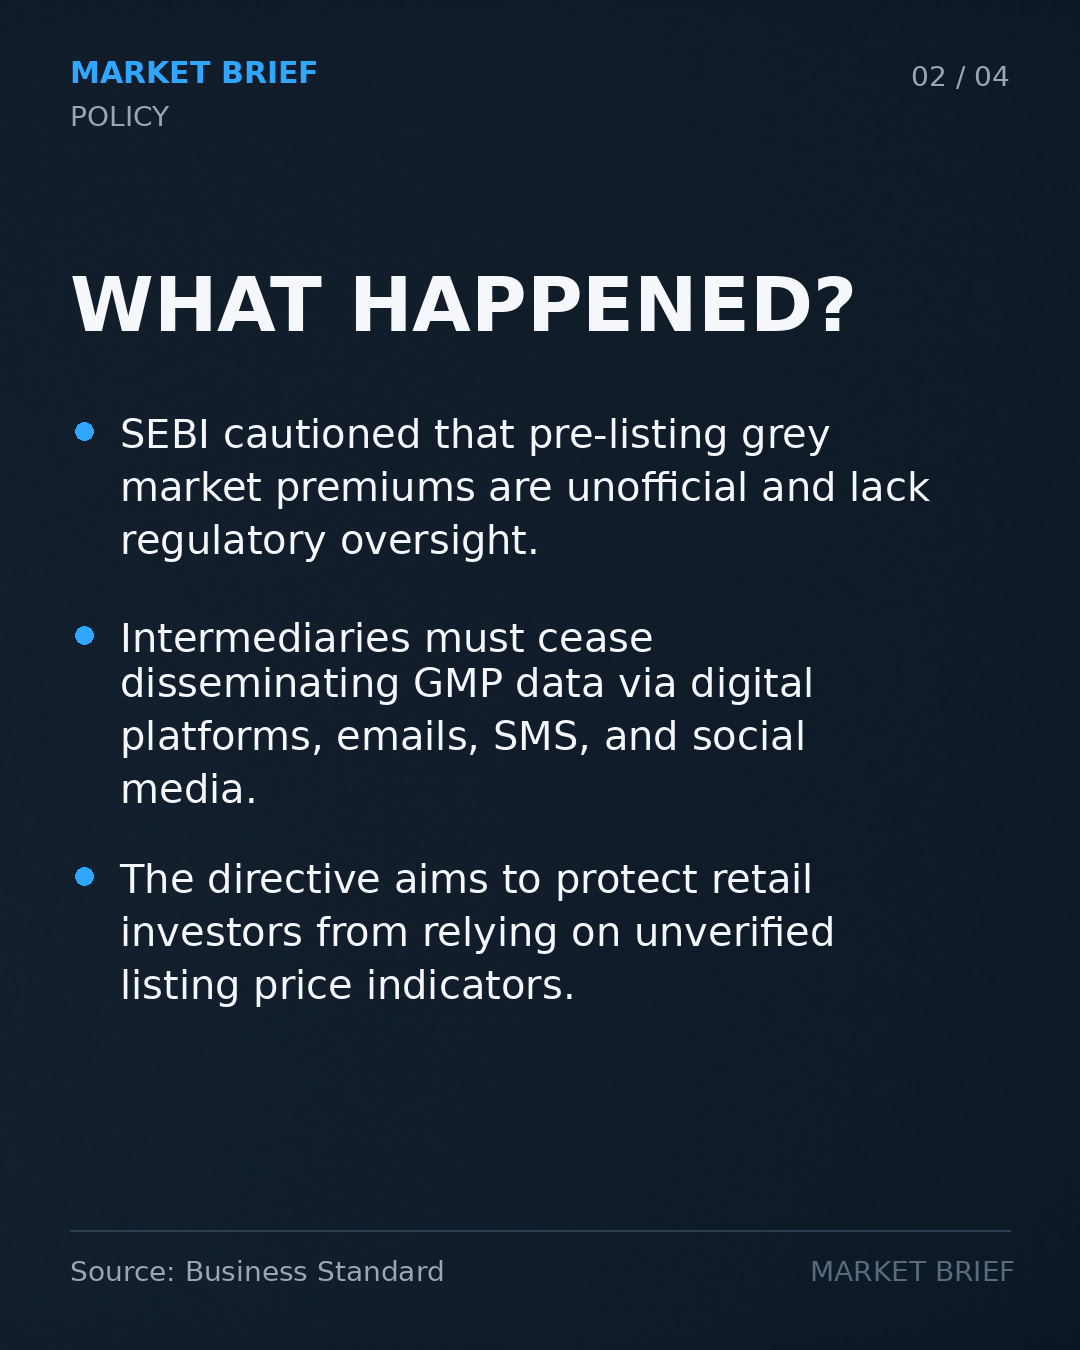 MARKET BRIEF
02 / 04
POLICY
WHAT HAPPENED?
SEBI cautioned that pre-listing grey
market premiums are unofficial and lack
regulatory oversight.
Intermediaries must cease
disseminating GMP data via digital
platforms, emails, SMS, and social
media.
The directive aims to protect retail
investors from relying on unverified
listing price indicators.
Source: Business Standard
MARKET BRIEF